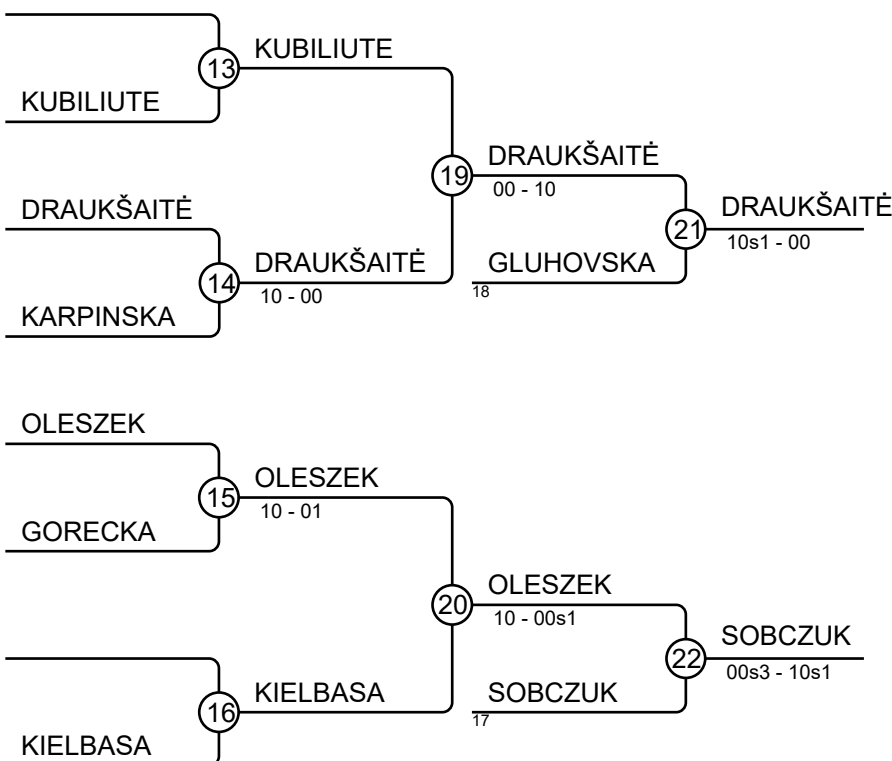 KUBILIUTE
13
KUBILIUTE
DRAUKŠAITĖ
KARPINSKA
14
DRAUKŠAITĖ
10 - 00
19
DRAUKŠAITĖ
00 - 10
GLUHOVSKA
18
21
DRAUKŠAITĖ
10s1 - 00
OLESZEK
GORECKA
15
OLESZEK
10 - 01
KIELBASA
16
KIELBASA
20
OLESZEK
10 - 00s1
SOBCZUK
17
22
SOBCZUK
00s3 - 10s1